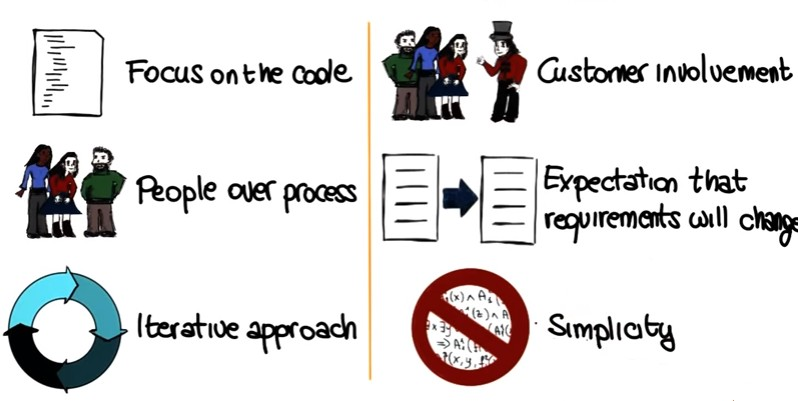 Focus on the code
People over process
Iterative approach
Customer involvement
Expectation that
requirements will change
Simplicity